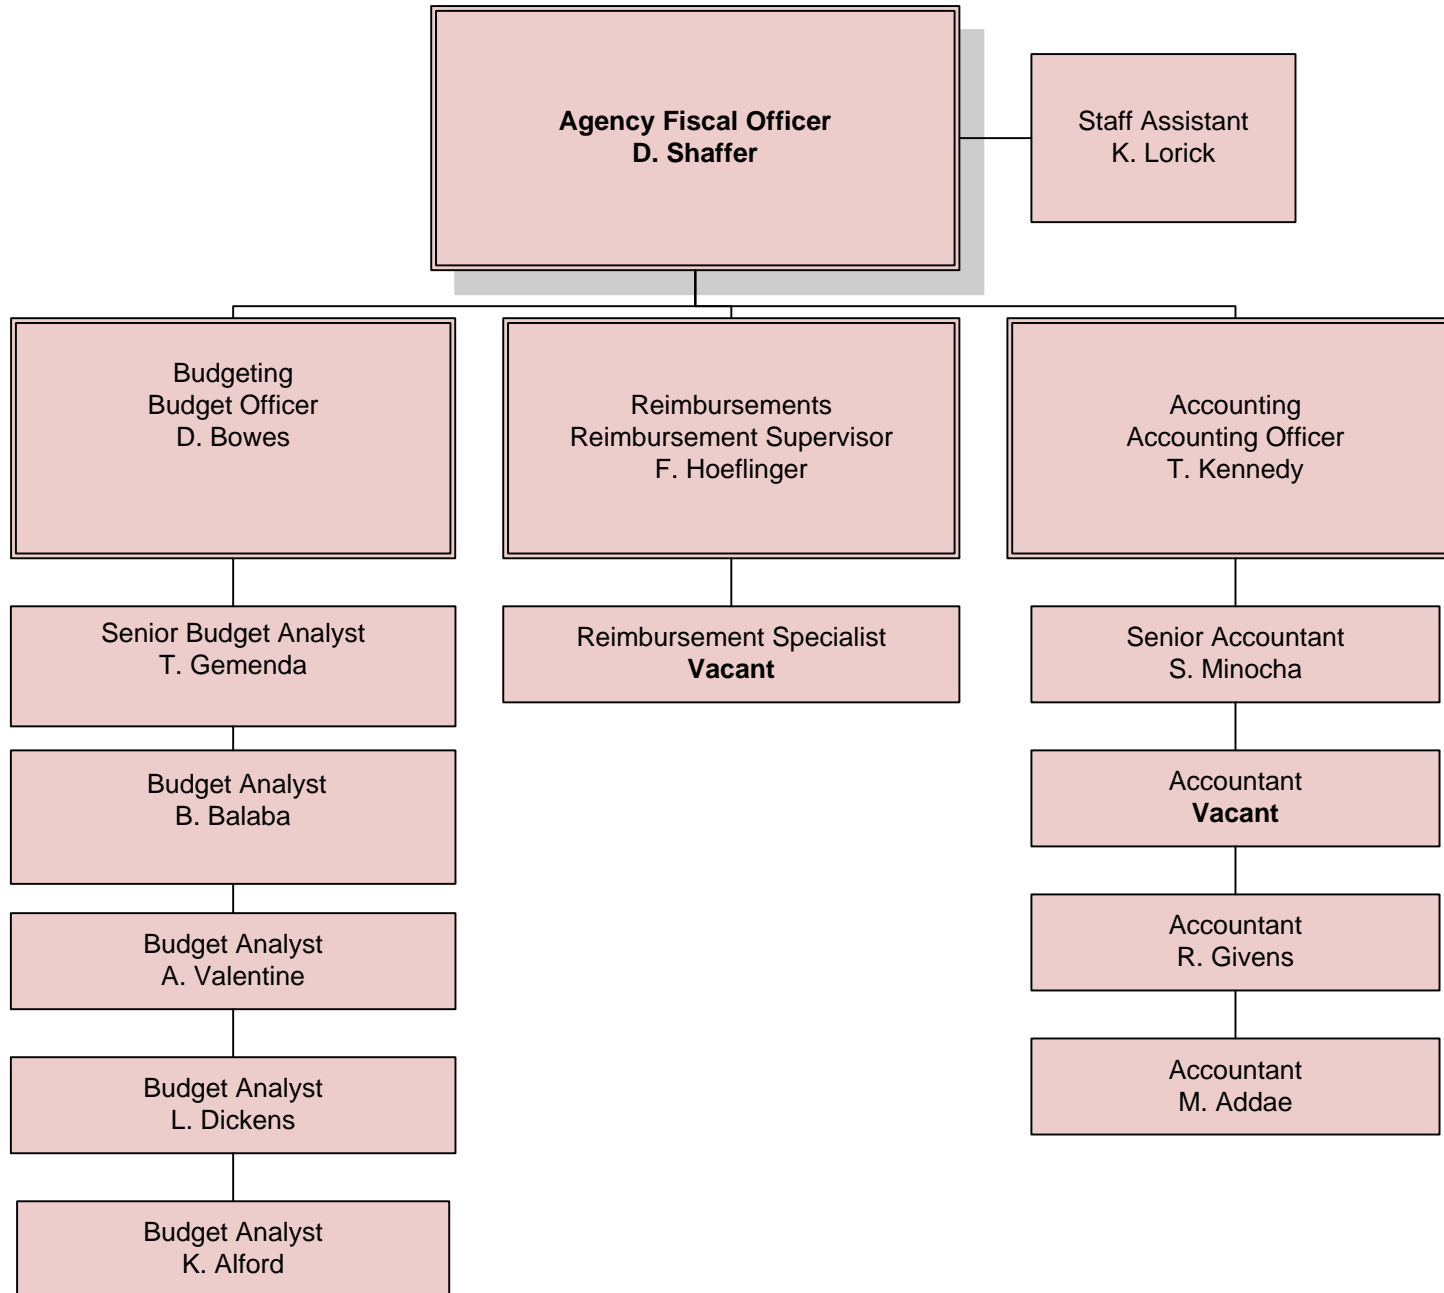 Agency Fiscal Officer
D. Shaffer
Staff Assistant
K. Lorick
Budgeting
Budget Officer
D. Bowes
Reimbursements
Reimbursement Supervisor
F. Hoeflinger
Accounting
Accounting Officer
T. Kennedy
Senior Budget Analyst
T. Gemenda
Reimbursement Specialist
Vacant
Senior Accountant
S. Minocha
Budget Analyst
B. Balaba
Accountant
Vacant
Budget Analyst
A. Valentine
Accountant
R. Givens
Budget Analyst
L. Dickens
Accountant
M. Addae
Budget Analyst
K. Alford